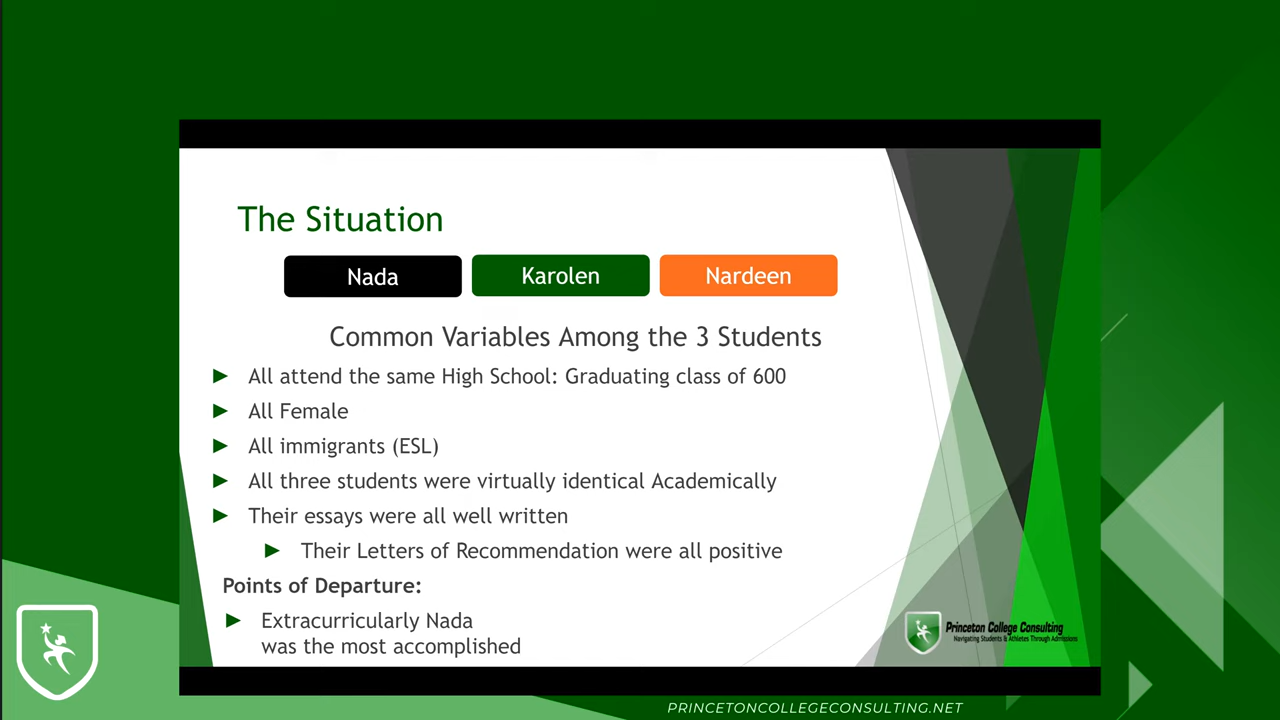 The Situation
Nada
Karolen
Nardeen
Common Variables Among the 3 Students
All attend the same High School: Graduating class of 600
All Female
All immigrants (ESL)
All three students were virtually identical Academically
Their essays were all well written
Their Letters of Recommendation were all positive
Points of Departure:
Extracurricularly Nada
was the most accomplished
Princeton College Consulting
Navigating Students & Athletes Through Admissions
PRINCETONCOLLEGECONSULTING.NET